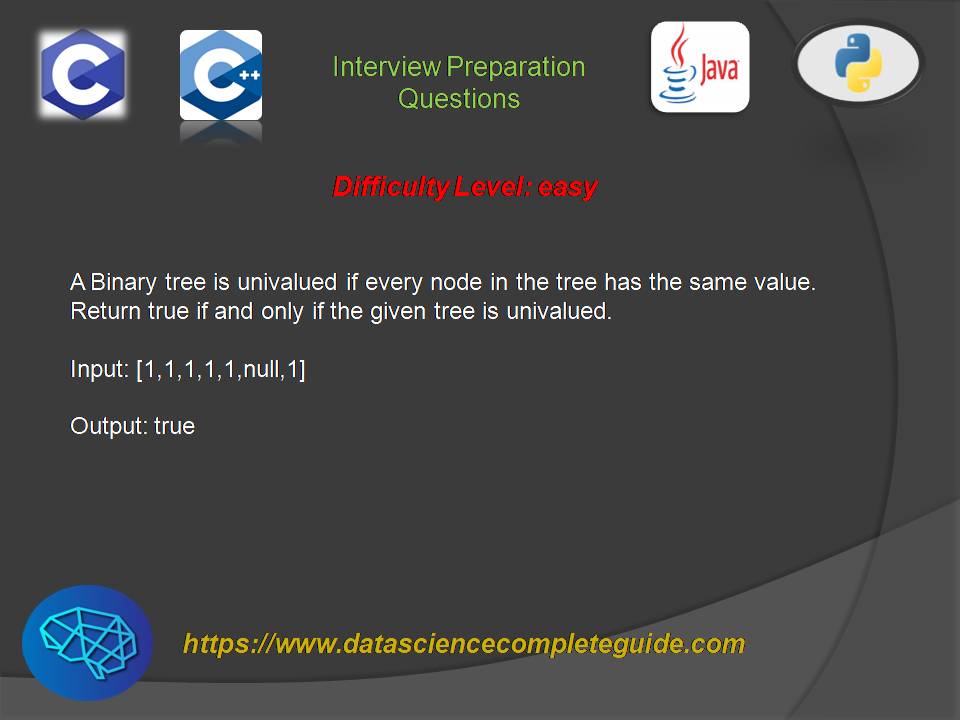 C
C++
Interview Preparation
Questions
Java
Difficulty Level: easy
A Binary tree is univalued if every node in the tree has the same value.
Return true if and only if the given tree is univalued.
Input: [1,1,1,1,1,null,1]
Output: true
https://www.datasciencecompleteguide.com